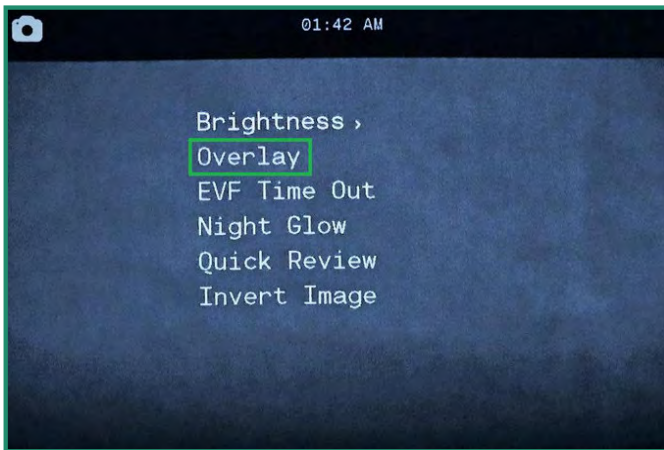 01:42 AM
Brightness ›
Overlay
EVF Time Out
Night Glow
Quick Review
Invert Image